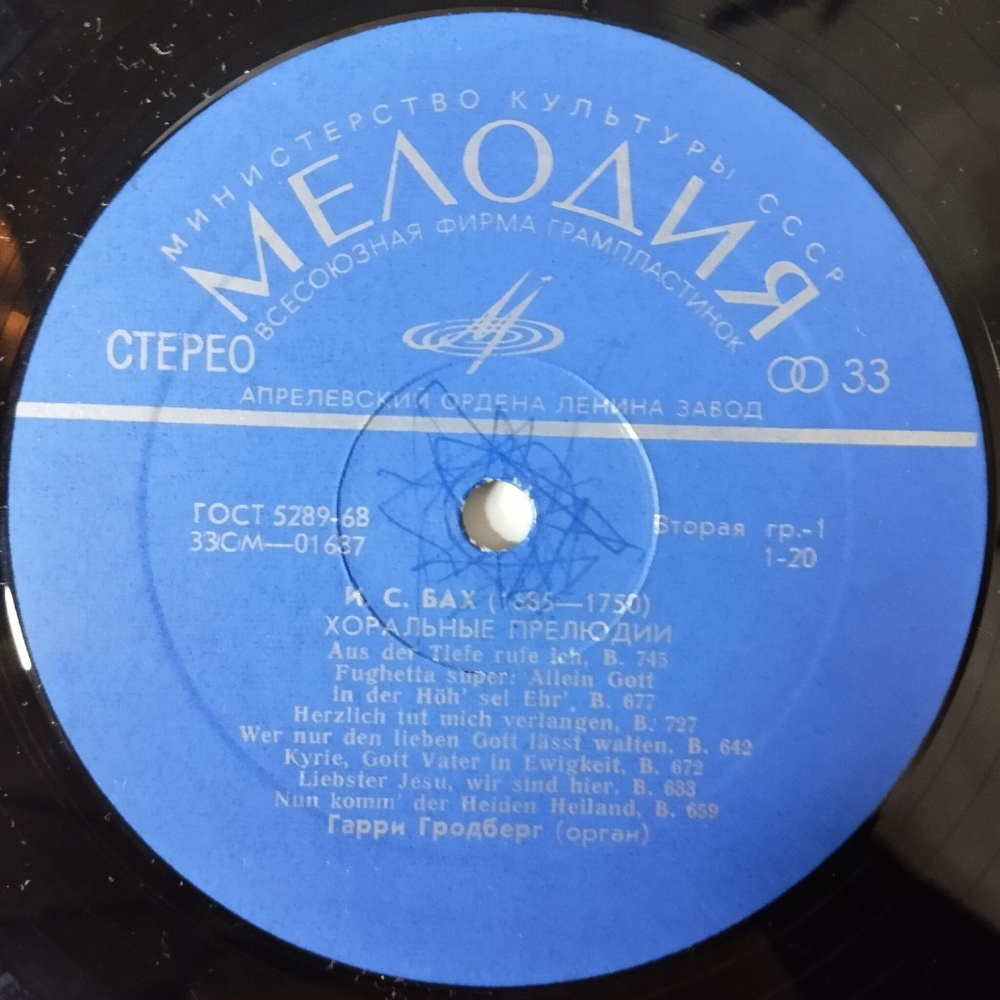 МИНИСТЕРСТВО КУЛЬТУРЫ СССР
МЕЛОДИЯ
ВСЕСОЮЗНАЯ ФИРМА ГРАМПЛАСТИНОК
СТЕРЕО
33
АПРЕЛЕВСКИЙ ОРДЕНА ЛЕНИНА ЗАВОД
ГОСТ 5289-68
33СМ—01637
Вторая гр.-1
1-20
И. С. БАХ (1685—1750)
ХОРАЛЬНЫЕ ПРЕЛЮДИИ
Aus der Tiefe rufe ich, B. 745
Fughetta super: Allein Gott
in der Höh' sei Ehr', B. 677
Herzlich tut mich verlangen, B. 727
Wer nur den lieben Gott lässt walten, B. 642
Kyrie, Gott Vater in Ewigkeit, B. 672
Liebster Jesu, wir sind hier, B. 633
Nun komm' der Heiden Heiland, B. 659
Гарри Гродберг (орган)